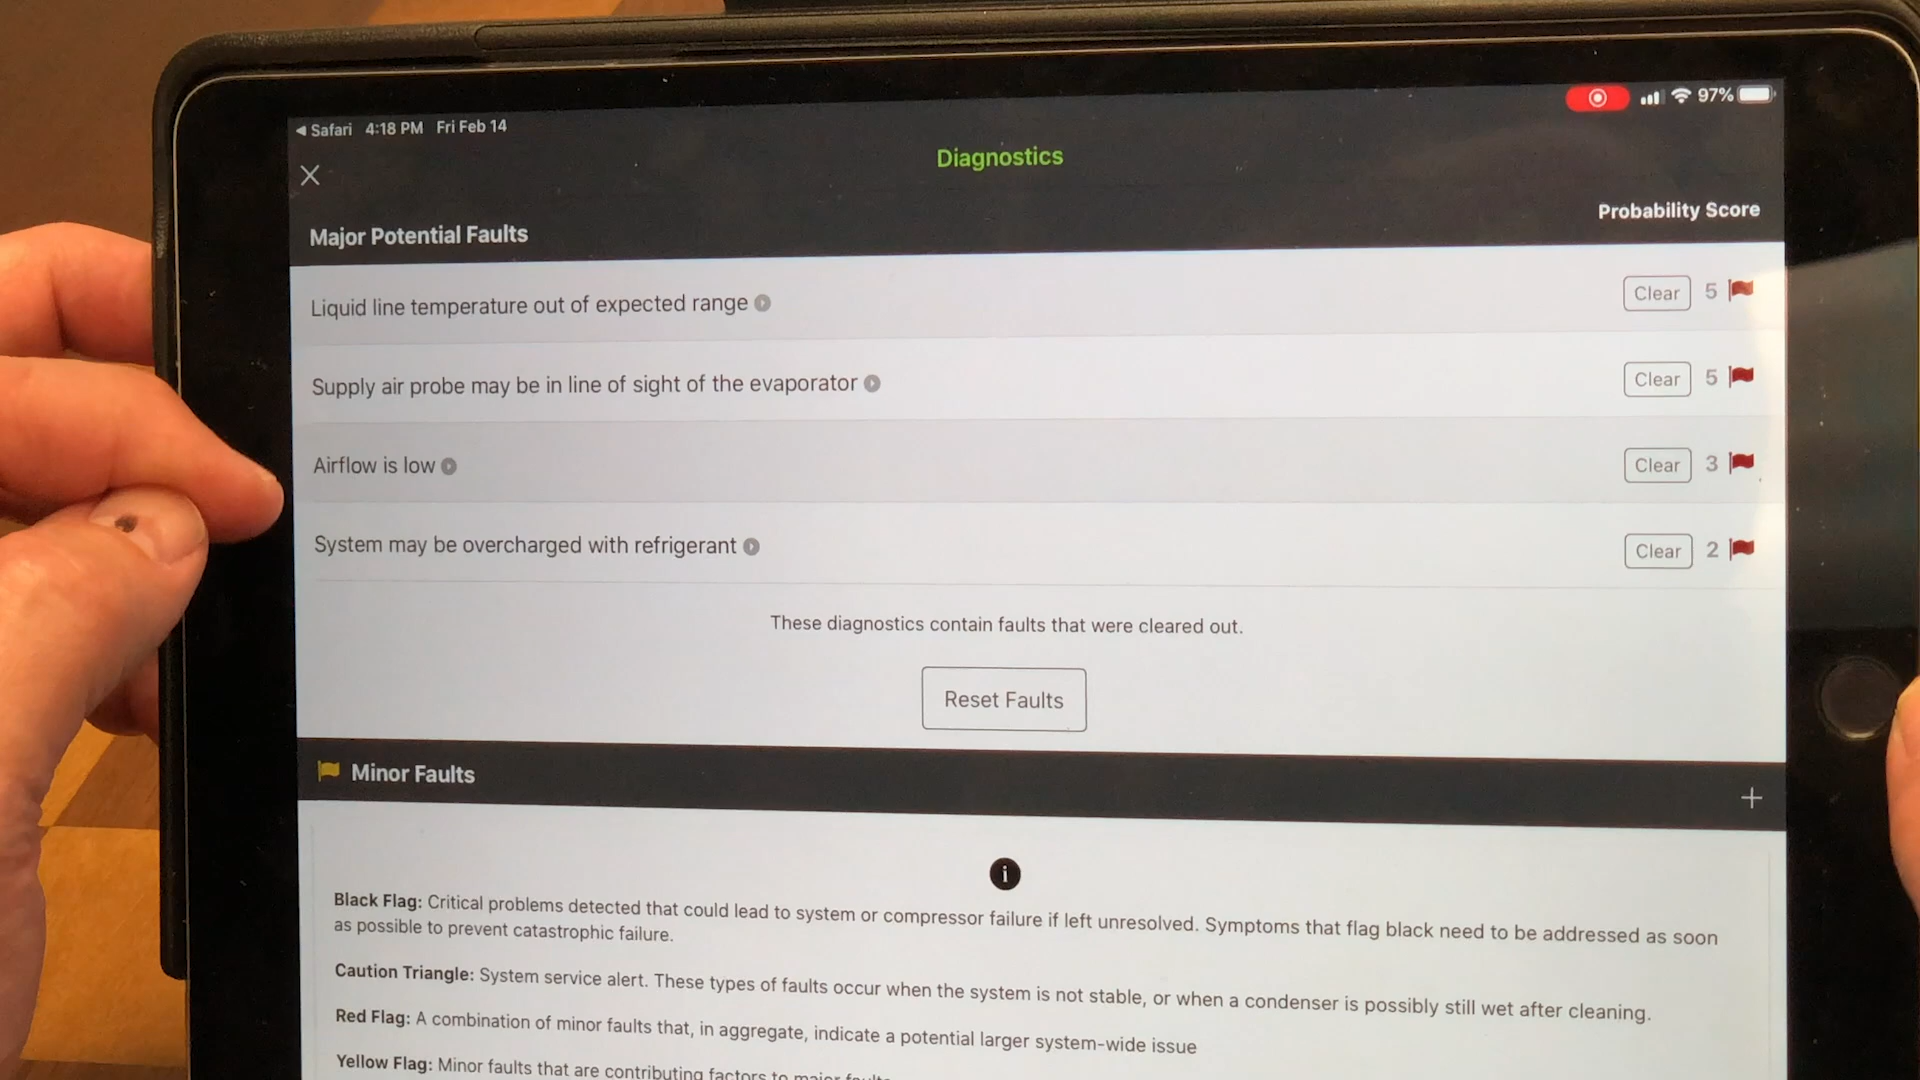 Safari 4:18 PM Fri Feb 14 97%
Diagnostics
Major Potential Faults Probability Score
Liquid line temperature out of expected range Clear 5
Supply air probe may be in line of sight of the evaporator Clear 5
Airflow is low Clear 3
System may be overcharged with refrigerant Clear 2
These diagnostics contain faults that were cleared out.
Reset Faults
Minor Faults +
i
Black Flag: Critical problems detected that could lead to system or compressor failure if left unresolved. Symptoms that flag black need to be addressed as soon
as possible to prevent catastrophic failure.
Caution Triangle: System service alert. These types of faults occur when the system is not stable, or when a condenser is possibly still wet after cleaning.
Red Flag: A combination of minor faults that, in aggregate, indicate a potential larger system-wide issue
Yellow Flag: Minor faults that are contributing factors to major faults